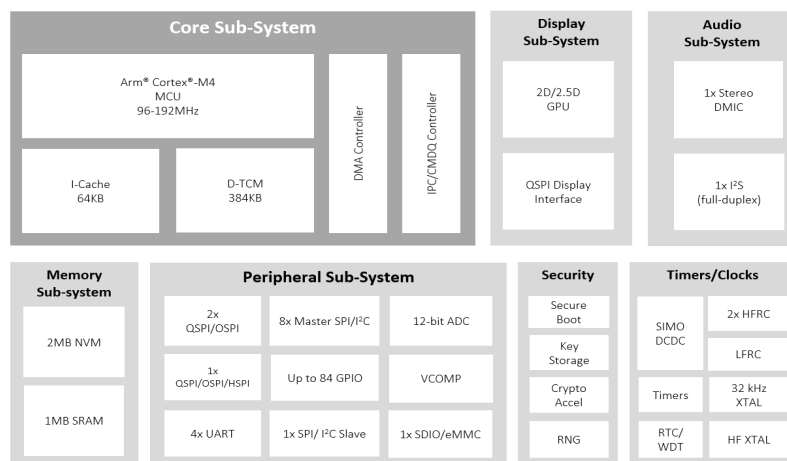 Core Sub-System
Arm® Cortex®-M4
MCU
96-192MHz
I-Cache
64KB
D-TCM
384KB
DMA Controller
IPC/CMDQ Controller
Display
Sub-System
2D/2.5D
GPU
QSPI Display
Interface
Audio
Sub-System
1x Stereo
DMIC
1x I²S
(full-duplex)
Memory
Sub-system
2MB NVM
1MB SRAM
Peripheral Sub-System
2x
QSPI/OSPI
8x Master SPI/I²C
12-bit ADC
1x
QSPI/OSPI/HSPI
Up to 84 GPIO
VCOMP
4x UART
1x SPI/ I²C Slave
1x SDIO/eMMC
Security
Secure
Boot
Key
Storage
Crypto
Accel
RNG
Timers/Clocks
SIMO
DCDC
2x HFRC
LFRC
Timers
32 kHz
XTAL
RTC/
WDT
HF XTAL